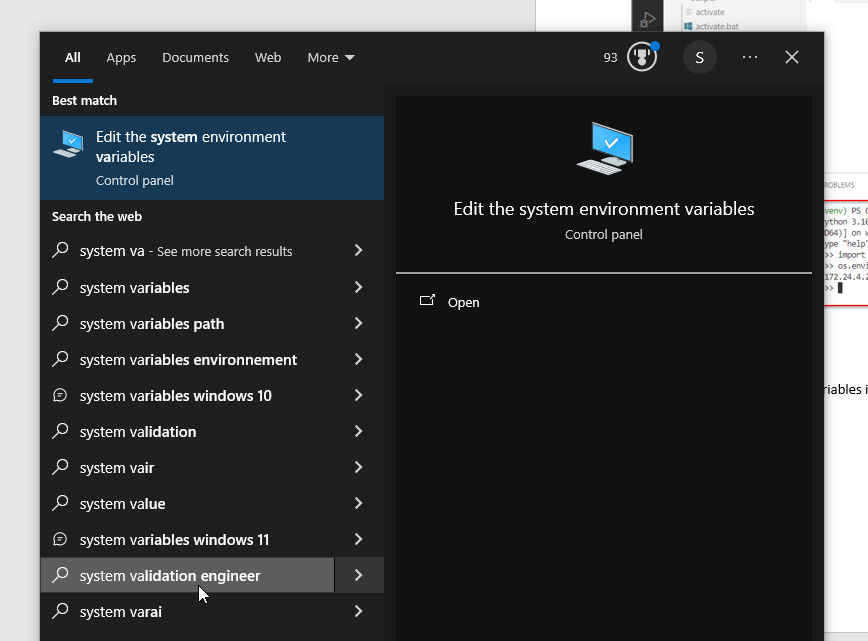 activate
activate.bat
All Apps Documents Web More 93 S
Best match
Edit the system environment
variables
Control panel
Search the web
system va - See more search results
system variables
system variables path
system variables environnement
system variables windows 10
system validation
system vair
system value
system variables windows 11
system validation engineer
system varai
Edit the system environment variables
Control panel
Open
ROBLEMS
venv) PS
ython 3.10
D64)] on
ype "help"
>> import
>> os.envi
172.24.4.2
>>
riables i